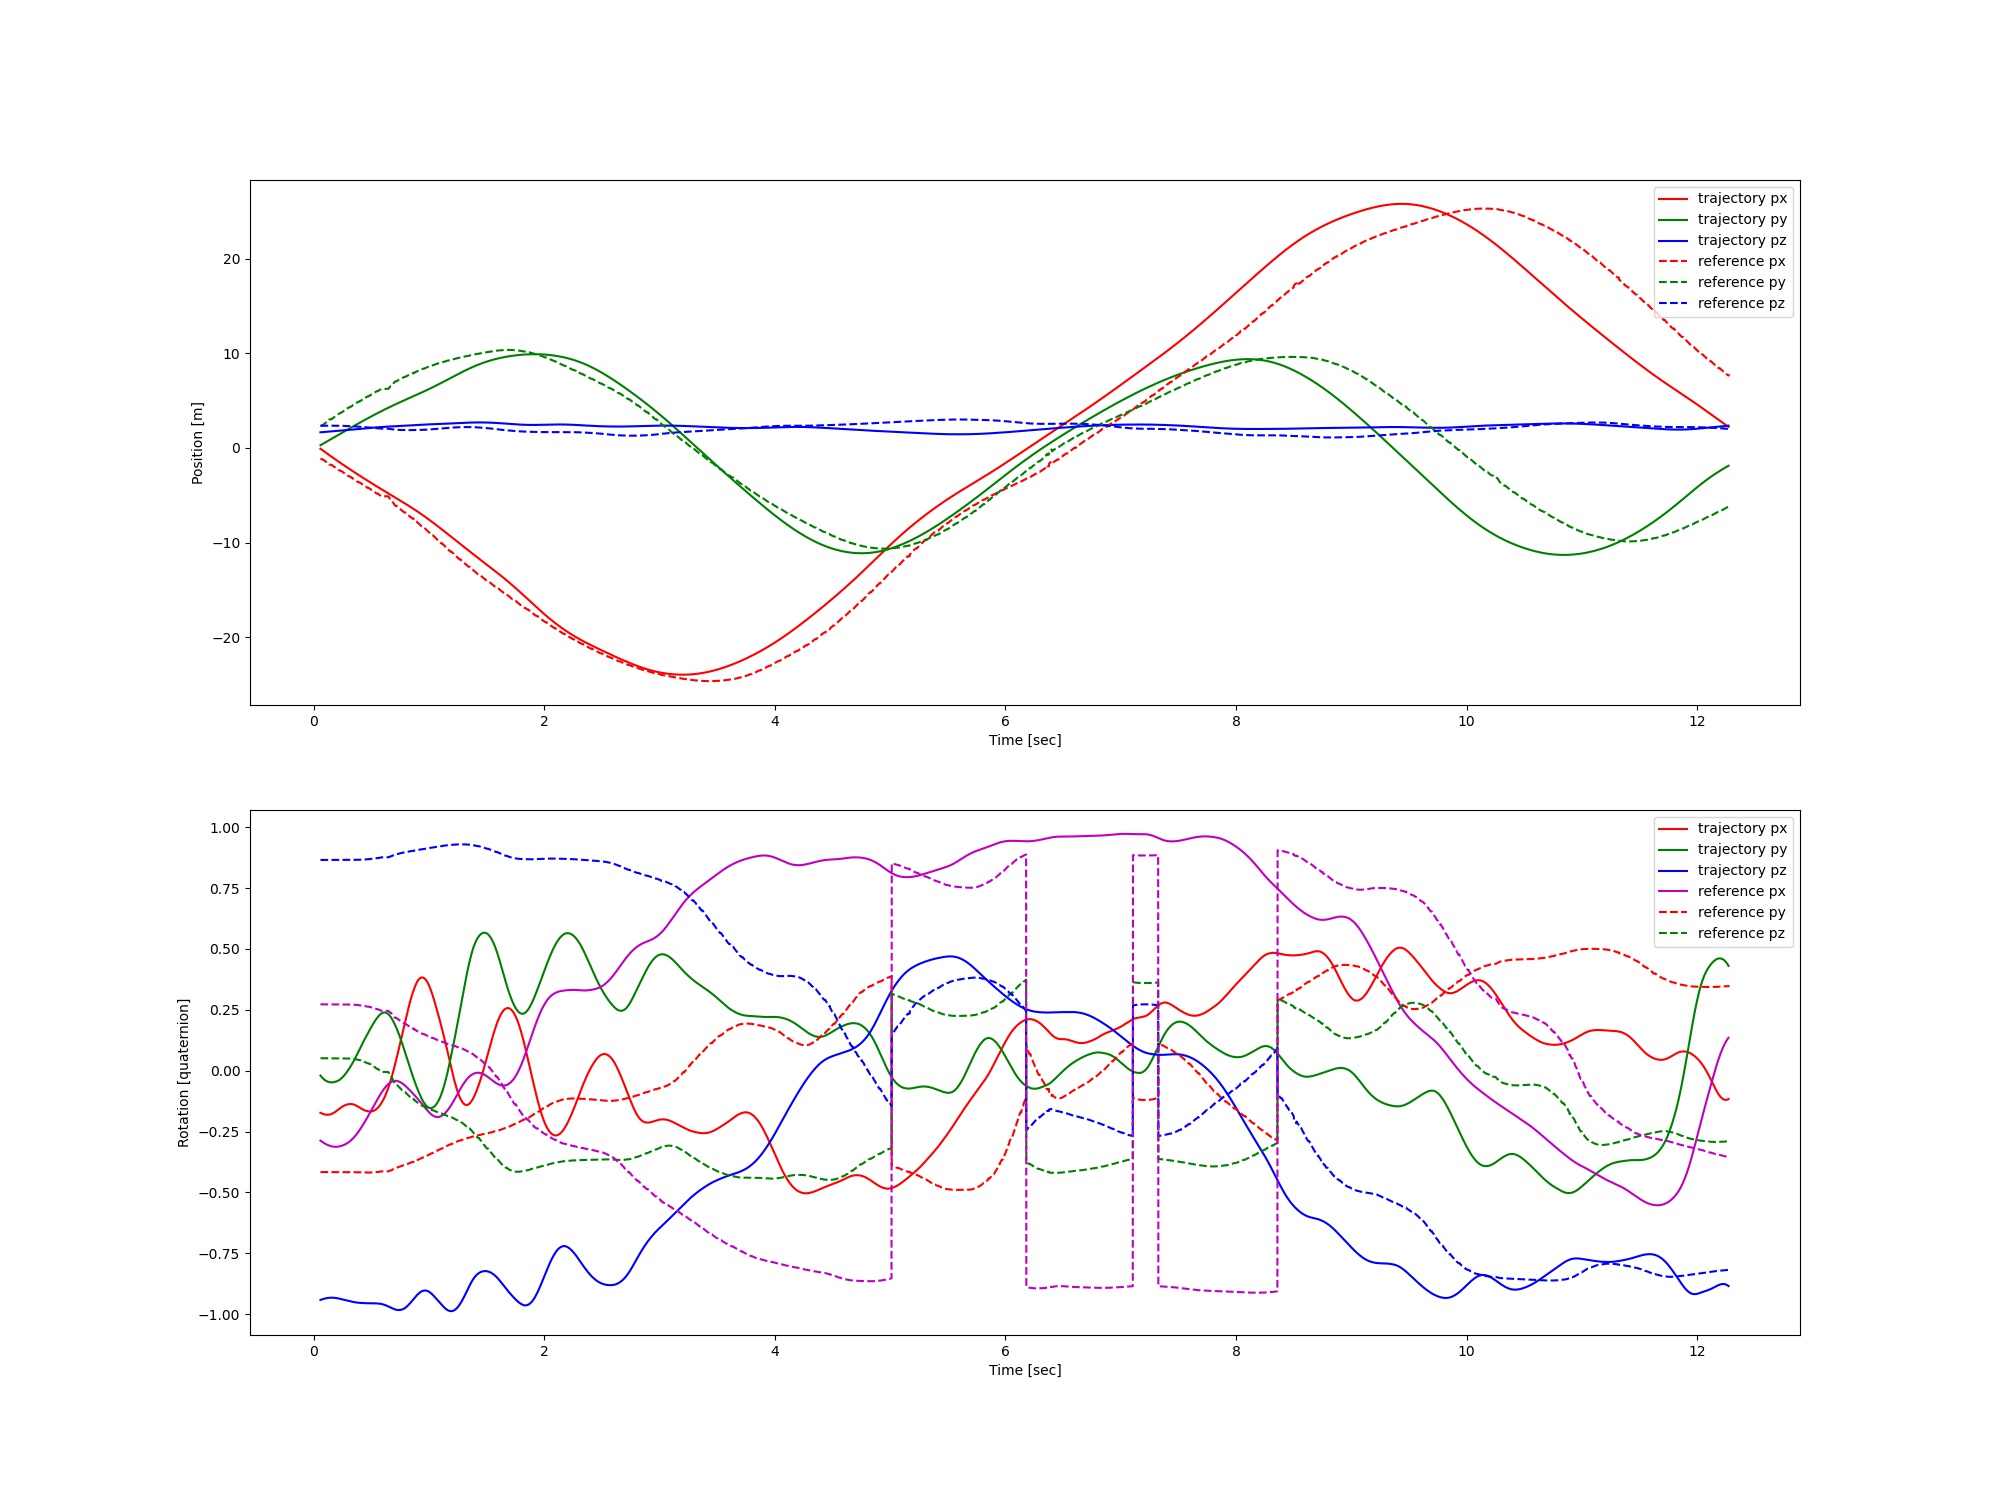 20
10
0
−10
−20
Position [m]
0 2 4 6 8 10 12
Time [sec]
trajectory px
trajectory py
trajectory pz
reference px
reference py
reference pz
1.00
0.75
0.50
0.25
0.00
−0.25
−0.50
−0.75
−1.00
Rotation [quaternion]
0 2 4 6 8 10 12
Time [sec]
trajectory px
trajectory py
trajectory pz
reference px
reference py
reference pz